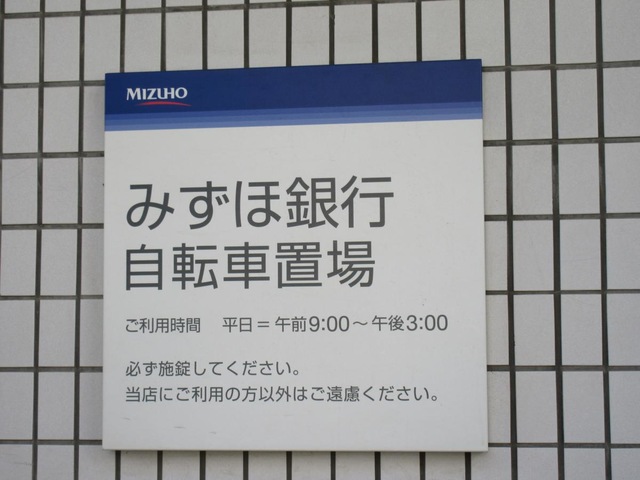 MIZUHO
みずほ銀行
自転車置場
ご利用時間　平日＝午前9:00～午後3:00
必ず施錠してください。
当店にご利用の方以外はご遠慮ください。